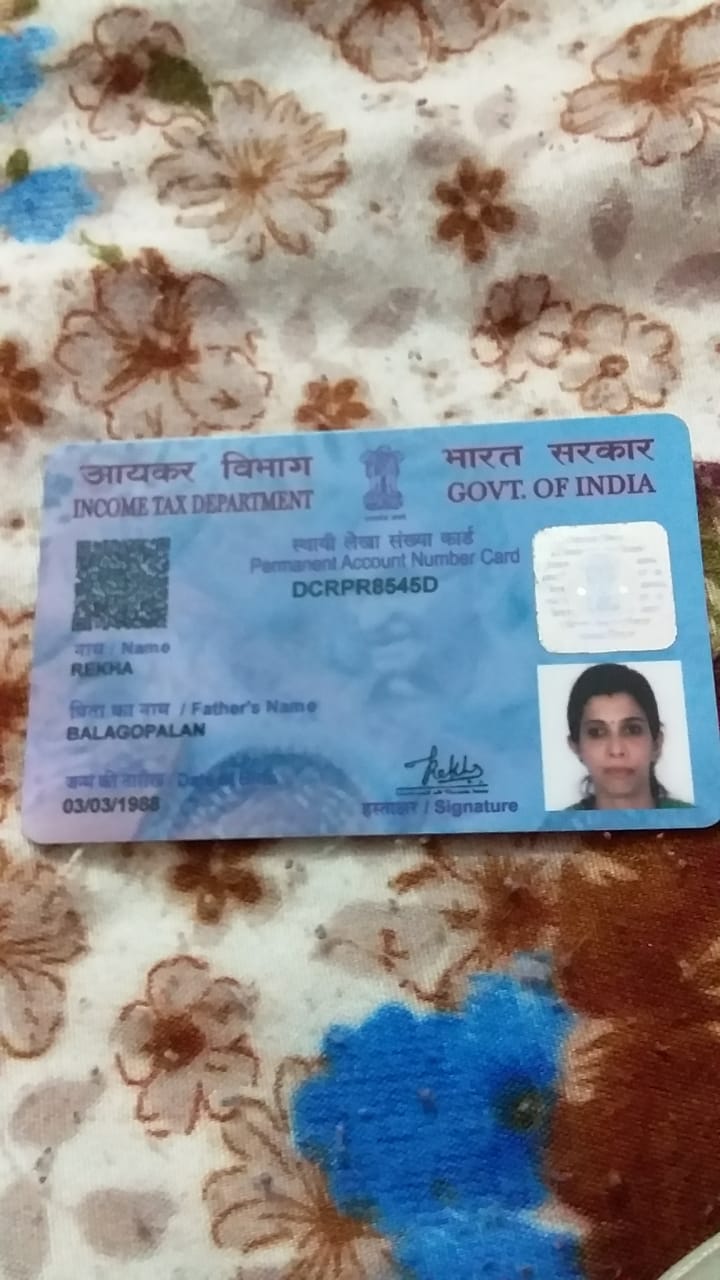 आयकर विभाग
INCOME TAX DEPARTMENT
भारत सरकार
GOVT. OF INDIA
स्थायी लेखा संख्या कार्ड
Permanent Account Number Card
DCRPR8545D
नाम / Name
REKHA
पिता का नाम / Father's Name
BALAGOPALAN
जन्म की तारीख / Date of Birth
03/03/1988
Rekha
हस्ताक्षर / Signature